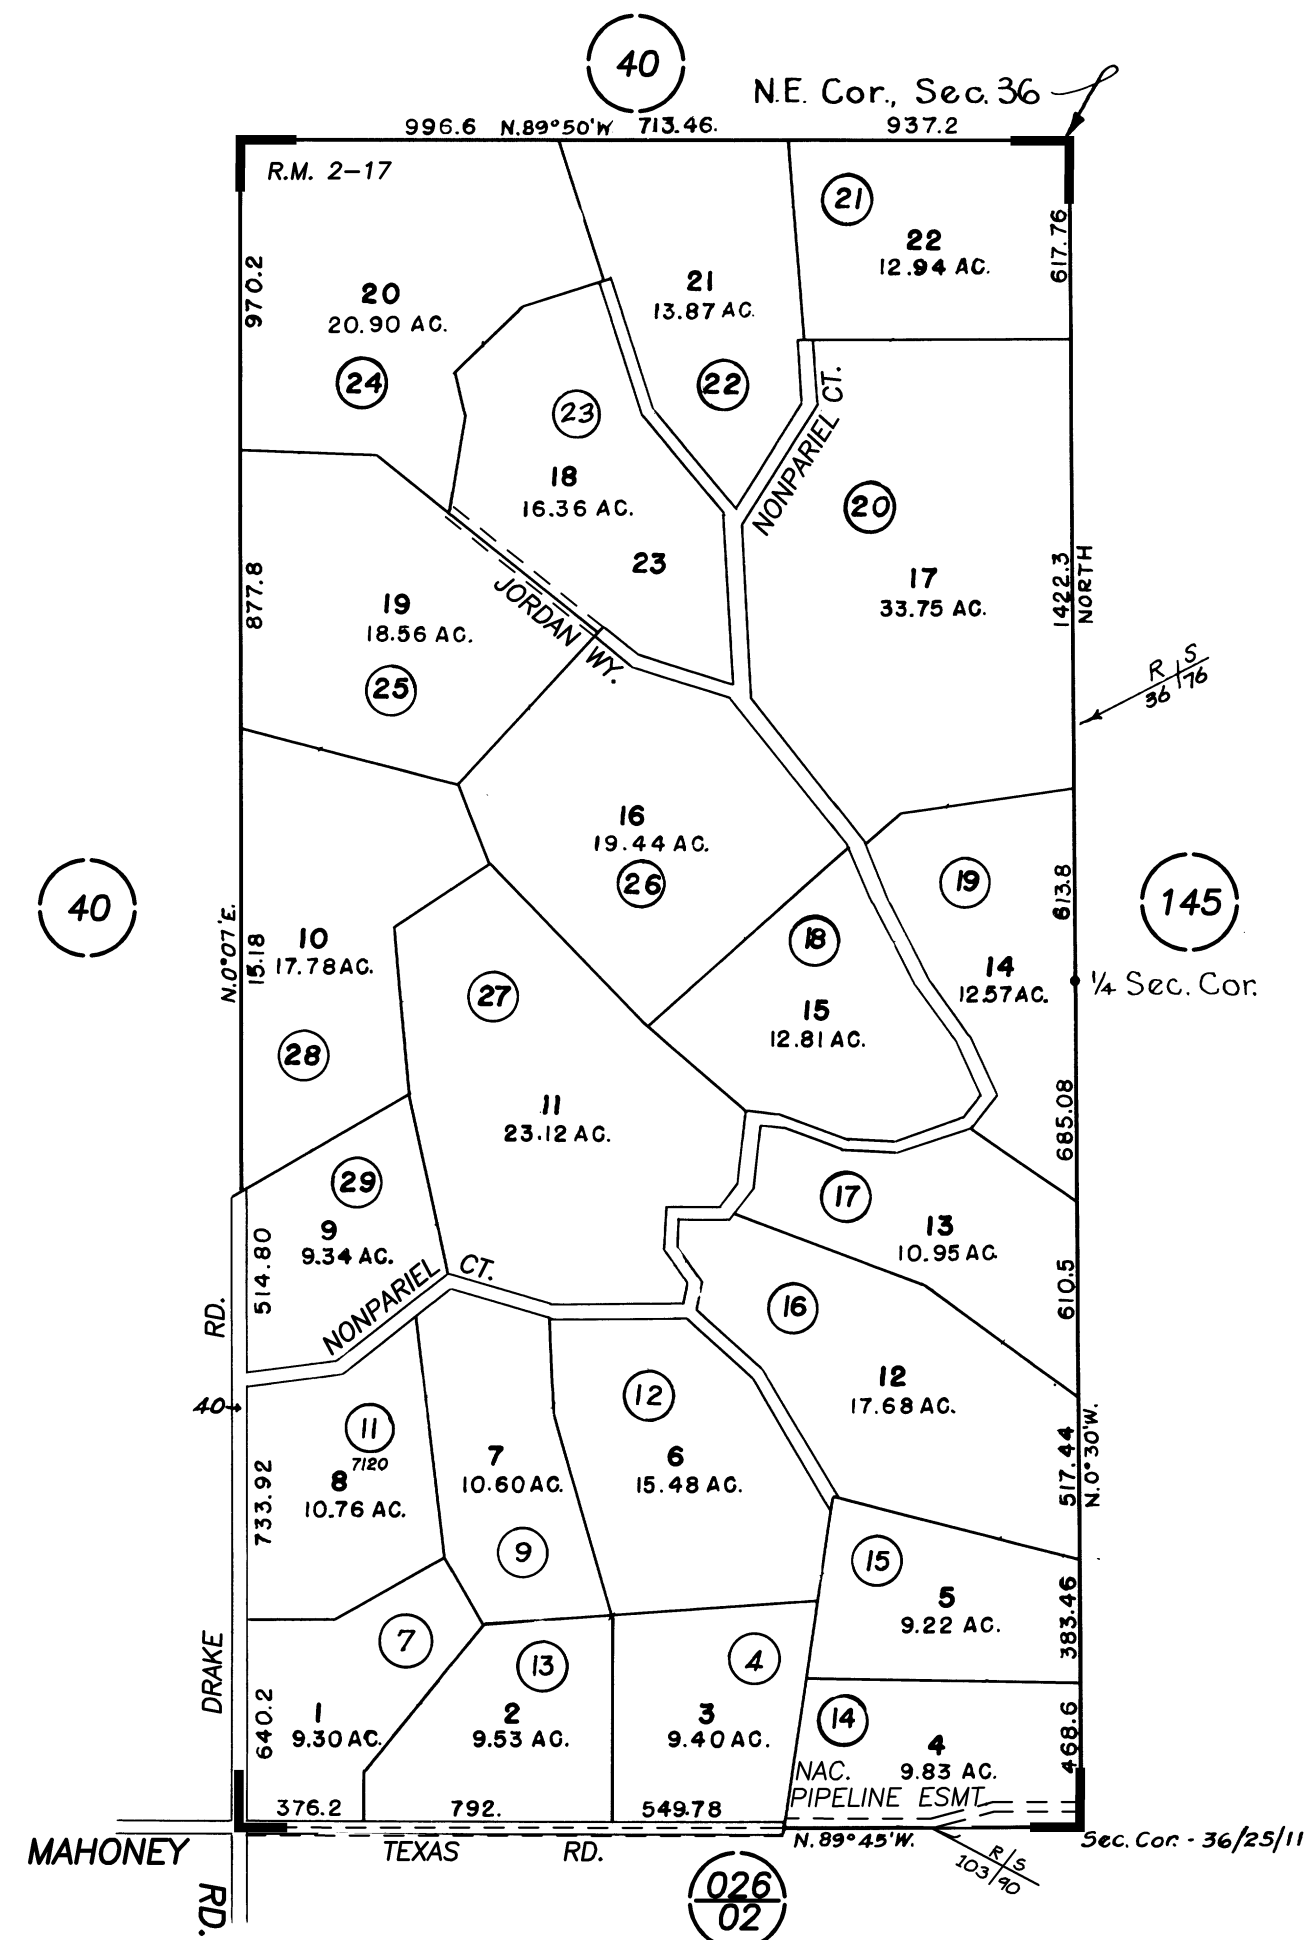 40
N.E. Cor., Sec. 36
996.6 N.89°50'W 713.46. 937.2
R.M. 2-17
21
22
12.94 AC.
617.76
970.2
20
20.90 AC.
24
21
13.87 AC.
22
23
18
16.36 AC.
23
NONPARIEL CT.
20
17
33.75 AC.
1422.3
NORTH
877.8
19
18.56 AC.
25
JORDAN WY.
R S
36 76
16
19.44 AC.
26
19
613.8
40
145
N.0°07'E.
15.18
10
17.78 AC.
28
27
18
15
12.81 AC.
14
12.57 AC.
1/4 Sec. Cor.
685.08
11
23.12 AC.
29
9
9.34 AC.
514.80
17
13
10.95 AC.
610.5
NONPARIEL CT.
RD.
16
12
17.68 AC.
40
11
7120
8
10.76 AC.
733.92
7
10.60 AC.
9
12
6
15.48 AC.
517.44
N.0°30'W.
15
5
9.22 AC.
383.46
DRAKE
7
1
9.30 AC.
640.2
13
2
9.53 AC.
4
3
9.40 AC.
14
4
9.83 AC.
468.6
NAC.
PIPELINE ESMT.
376.2 792. 549.78
N. 89°45'W.
Sec. Cor. - 36/25/11
MAHONEY
TEXAS RD.
R/S
103/90
RD.
026
02